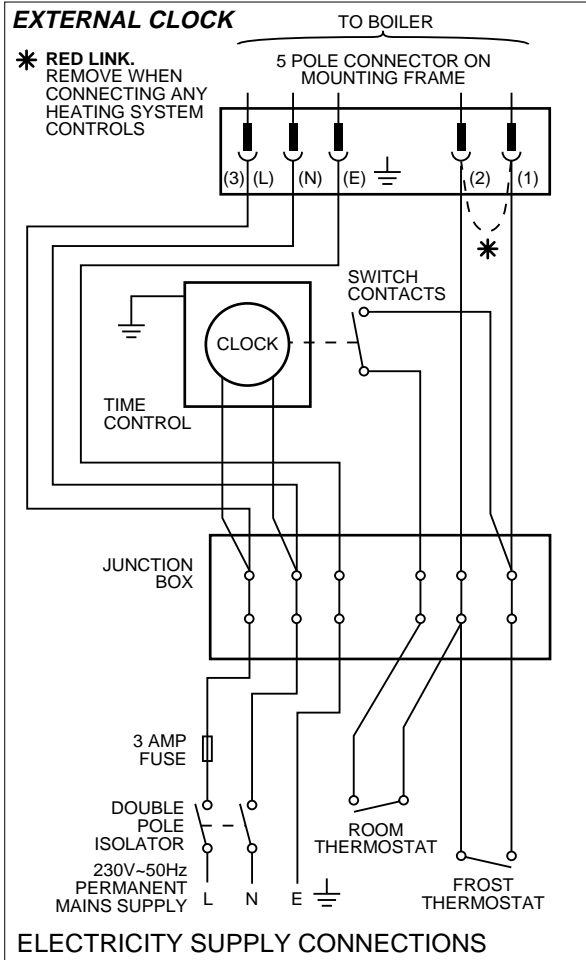 EXTERNAL CLOCK
TO BOILER
✱ RED LINK.
REMOVE WHEN
CONNECTING ANY
HEATING SYSTEM
CONTROLS
5 POLE CONNECTOR ON
MOUNTING FRAME
(3) (L) (N) (E) (2) (1)
✱
SWITCH
CONTACTS
CLOCK
TIME
CONTROL
JUNCTION
BOX
3 AMP
FUSE
DOUBLE
POLE
ISOLATOR
ROOM
THERMOSTAT
230V~50Hz
PERMANENT
MAINS SUPPLY
L N E
FROST
THERMOSTAT
ELECTRICITY SUPPLY CONNECTIONS